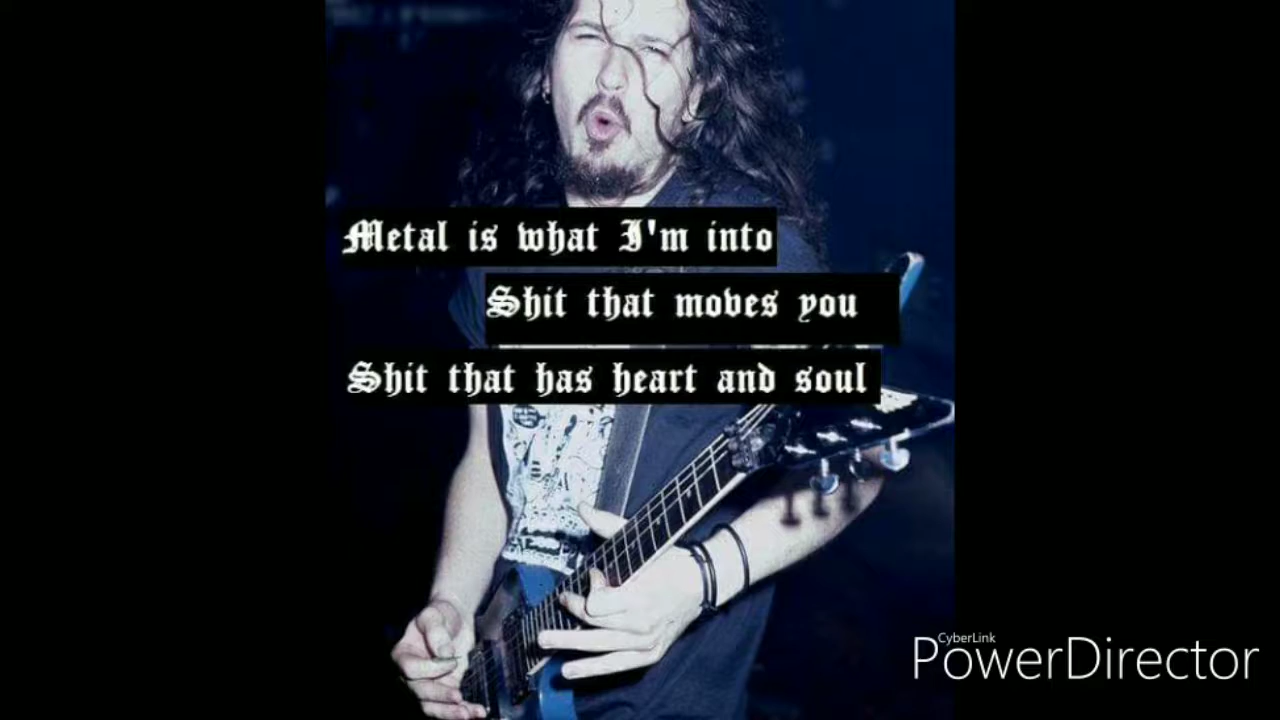 Metal is what I'm into
Shit that moves you
Shit that has heart and soul
CyberLink
PowerDirector